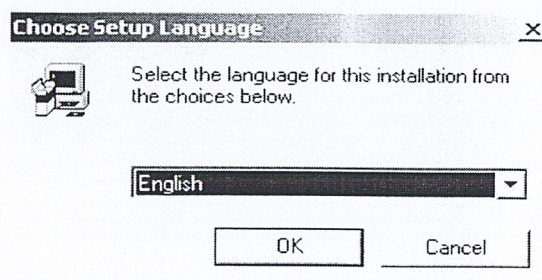 Choose Setup Language
Select the language for this installation from
the choices below.
English
OK
Cancel